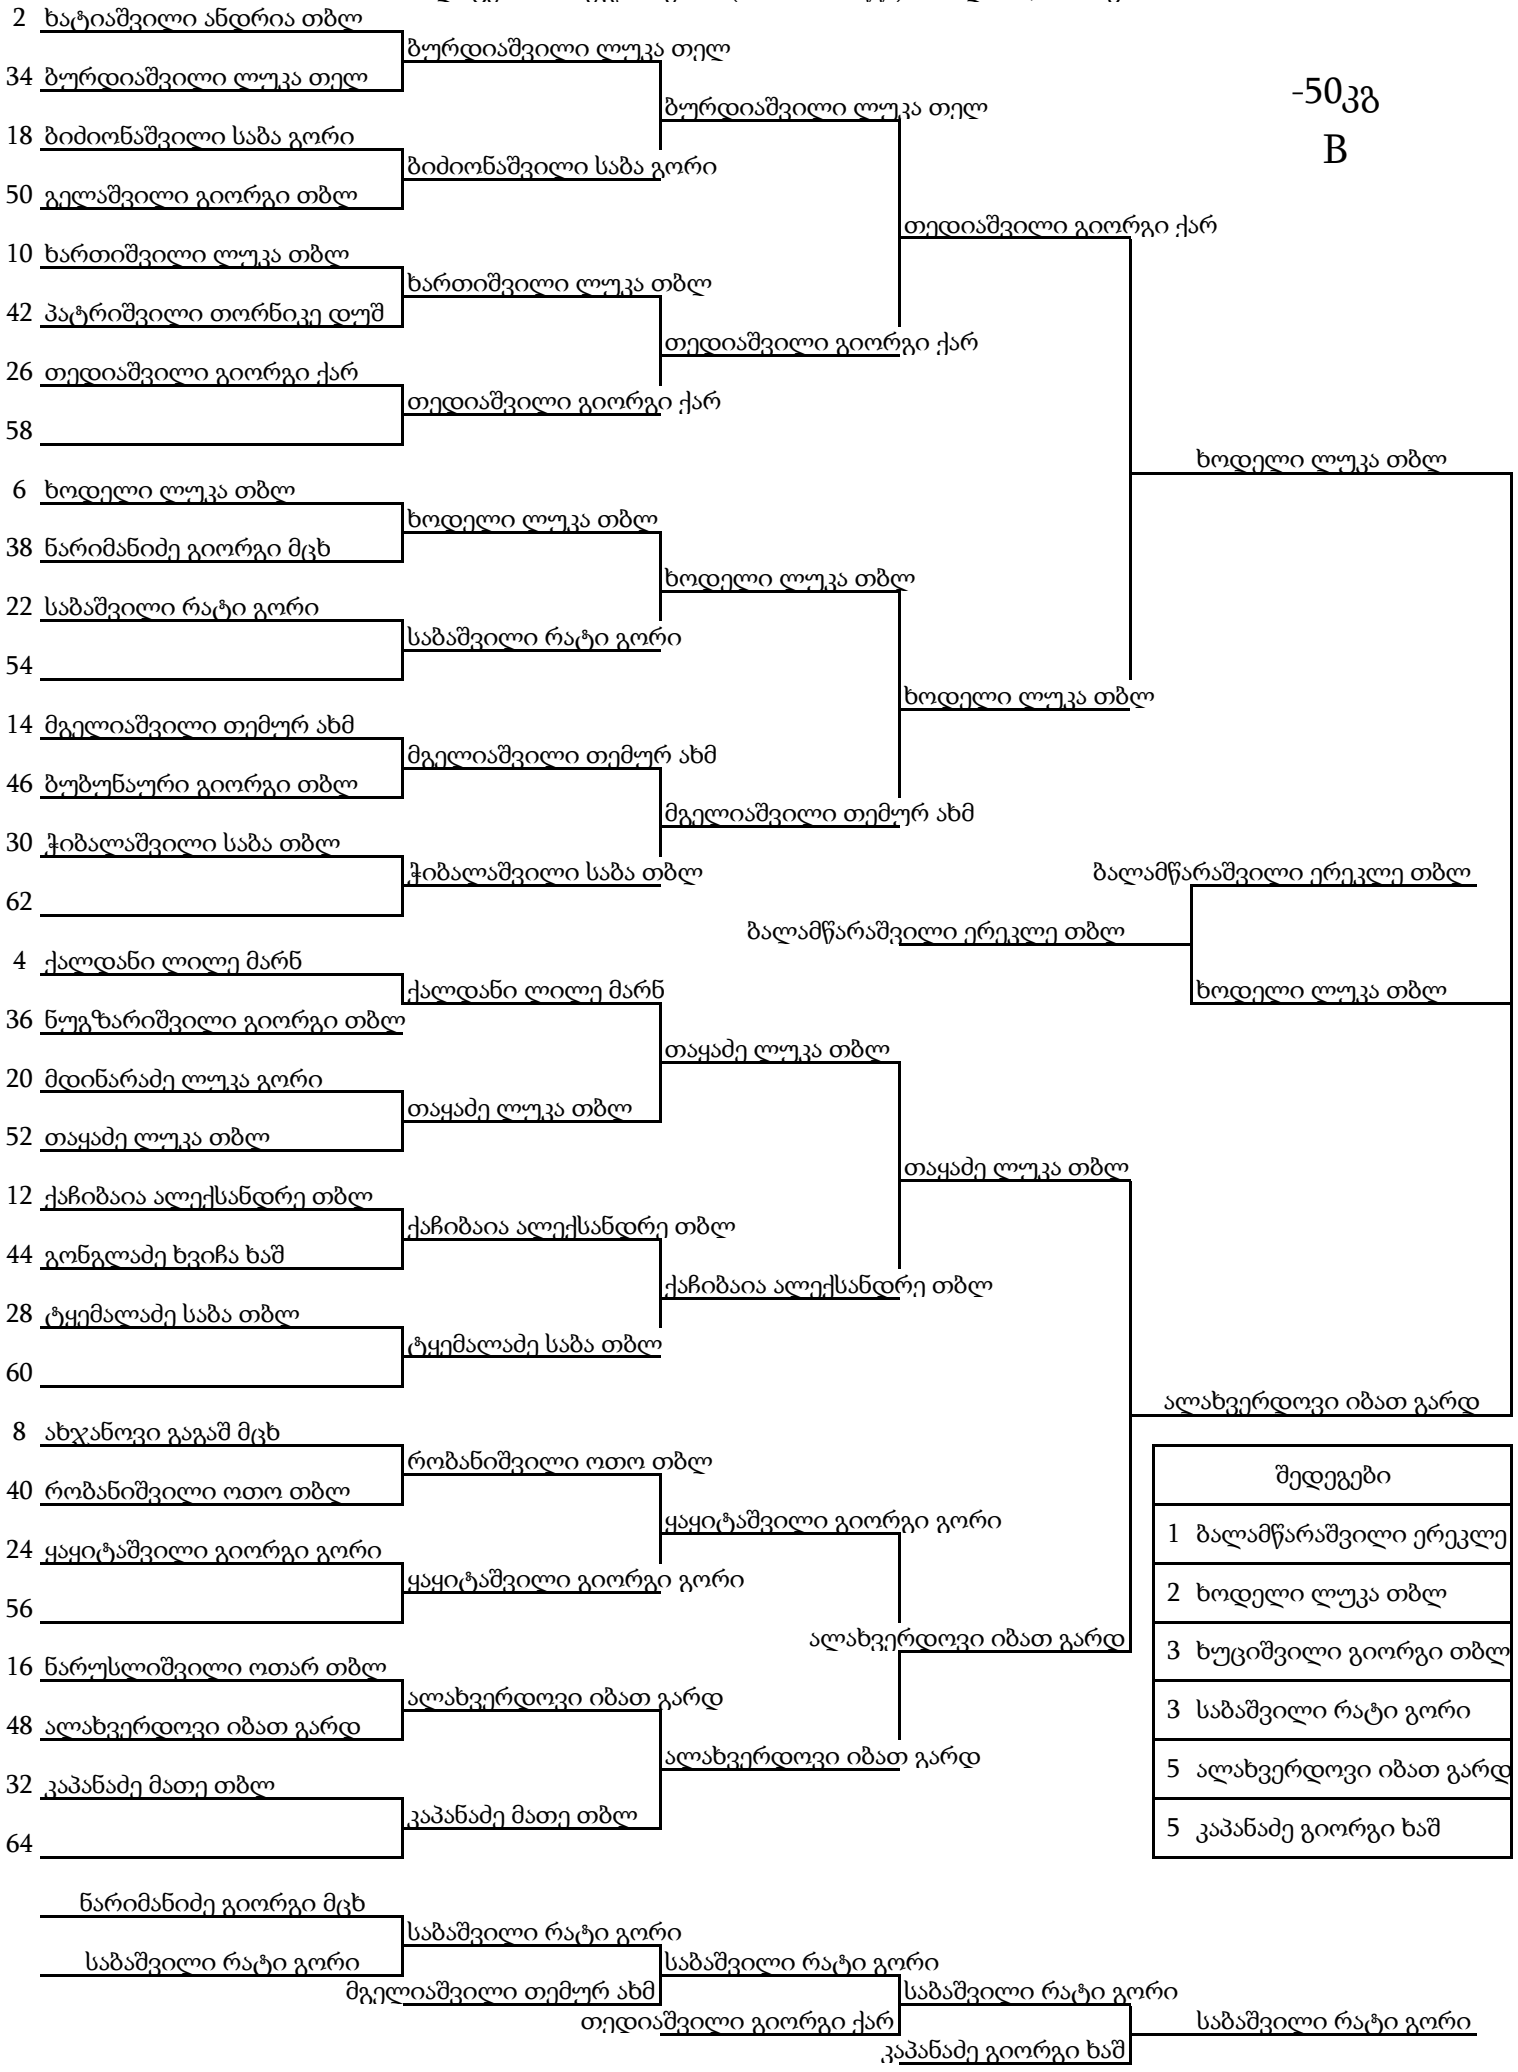 2 ხატიაშვილი ანდრია თბლ
ბურდიაშვილი ლუკა თელ
34 ბურდიაშვილი ლუკა თელ
-50კგ
ბურდიაშვილი ლუკა თელ
18 ბიძიონაშვილი საბა გორი
B
ბიძიონაშვილი საბა გორი
50 გელაშვილი გიორგი თბლ
თედიაშვილი გიორგი ქარ
10 ხართიშვილი ლუკა თბლ
ხართიშვილი ლუკა თბლ
42 პატრიშვილი თორნიკე დუშ
თედიაშვილი გიორგი ქარ
26 თედიაშვილი გიორგი ქარ
თედიაშვილი გიორგი ქარ
58
ხოდელი ლუკა თბლ
6 ხოდელი ლუკა თბლ
ხოდელი ლუკა თბლ
38 ნარიმანიძე გიორგი მცხ
ხოდელი ლუკა თბლ
22 საბაშვილი რატი გორი
საბაშვილი რატი გორი
54
ხოდელი ლუკა თბლ
14 მგელიაშვილი თემურ ახმ
მგელიაშვილი თემურ ახმ
46 ბუბუნაური გიორგი თბლ
მგელიაშვილი თემურ ახმ
30 ჭიბალაშვილი საბა თბლ
ჭიბალაშვილი საბა თბლ
ბალამწარაშვილი ერეკლე თბლ
62
ბალამწარაშვილი ერეკლე თბლ
4 ქალდანი ლილე მარნ
ქალდანი ლილე მარნ
ხოდელი ლუკა თბლ
36 ნუგზარიშვილი გიორგი თბლ
თაყაძე ლუკა თბლ
20 მდინარაძე ლუკა გორი
თაყაძე ლუკა თბლ
52 თაყაძე ლუკა თბლ
თაყაძე ლუკა თბლ
12 ქაჩიბაია ალექსანდრე თბლ
ქაჩიბაია ალექსანდრე თბლ
44 გონგლაძე ხვიჩა ხაშ
ქაჩიბაია ალექსანდრე თბლ
28 ტყემალაძე საბა თბლ
ტყემალაძე საბა თბლ
60
ალახვერდოვი იბათ გარდ
8 ახჯანოვი გაგაშ მცხ
რობანიშვილი ოთო თბლ
შედეგები
40 რობანიშვილი ოთო თბლ
ყაყიტაშვილი გიორგი გორი
1 ბალამწარაშვილი ერეკლე
24 ყაყიტაშვილი გიორგი გორი
ყაყიტაშვილი გიორგი გორი
2 ხოდელი ლუკა თბლ
56
ალახვერდოვი იბათ გარდ
3 ხუციშვილი გიორგი თბლ
16 ნარუსლიშვილი ოთარ თბლ
ალახვერდოვი იბათ გარდ
3 საბაშვილი რატი გორი
48 ალახვერდოვი იბათ გარდ
ალახვერდოვი იბათ გარდ
5 ალახვერდოვი იბათ გარდ
32 კაპანაძე მათე თბლ
კაპანაძე მათე თბლ
5 კაპანაძე გიორგი ხაშ
64
ნარიმანიძე გიორგი მცხ
საბაშვილი რატი გორი
საბაშვილი რატი გორი
საბაშვილი რატი გორი
მგელიაშვილი თემურ ახმ
საბაშვილი რატი გორი
თედიაშვილი გიორგი ქარ
საბაშვილი რატი გორი
კაპანაძე გიორგი ხაშ